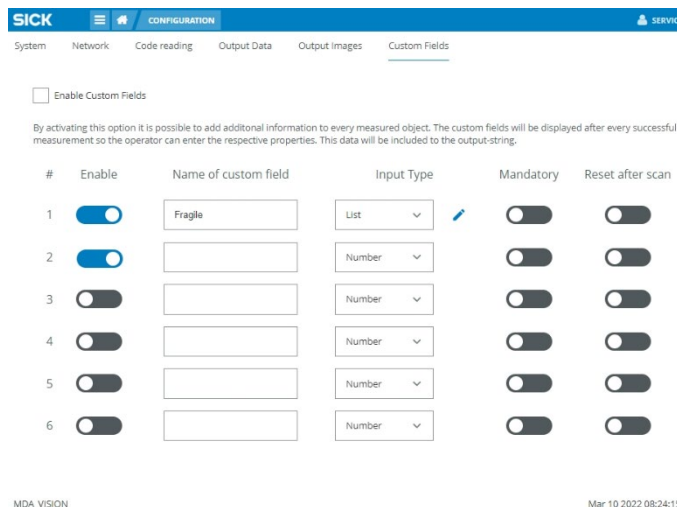 SICK CONFIGURATION SERVIC
System Network Code reading Output Data Output Images Custom Fields
Enable Custom Fields
By activating this option it is possible to add additonal information to every measured object. The custom fields will be displayed after every successful
measurement so the operator can enter the respective properties. This data will be included to the output-string.
# Enable Name of custom field Input Type Mandatory Reset after scan
1 Fragile List
2 Number
3 Number
4 Number
5 Number
6 Number
MDA_VISION Mar 10 2022 08:24:15